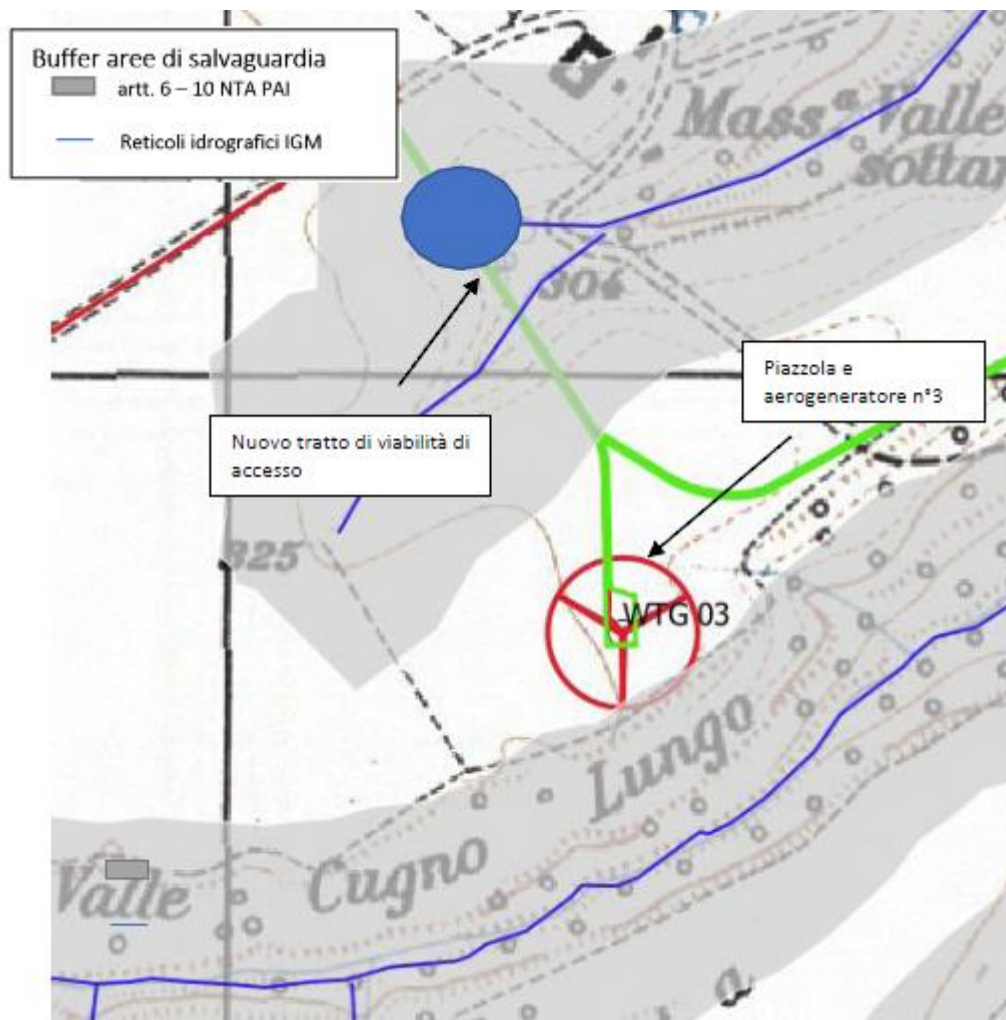 Buffer aree di salvaguardia
artt. 6 – 10 NTA PAI
Reticoli idrografici IGM
Mass.ª Valle
sottan
304
Piazzola e
aerogeneratore n°3
Nuovo tratto di viabilità di
accesso
325
WTG 03
Lungo
Cugno
Valle
a